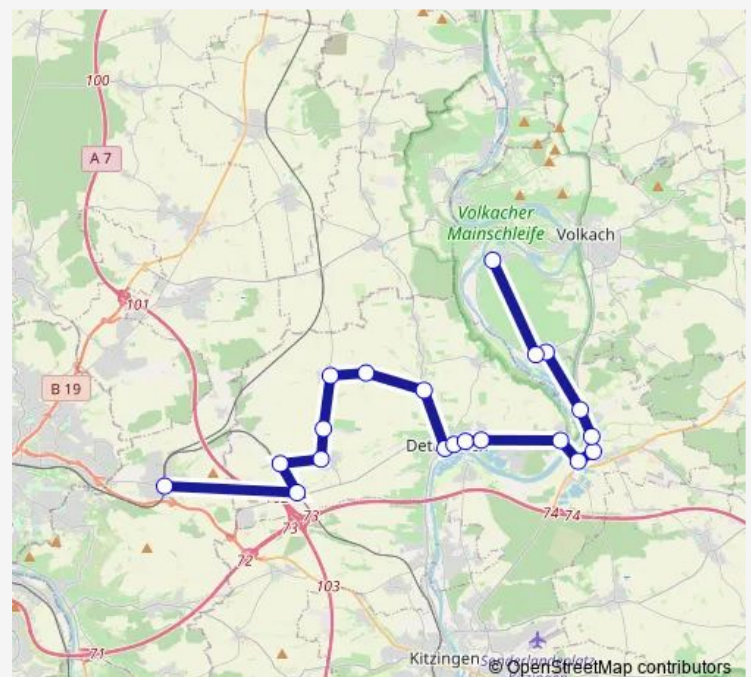 100
A 7
Volkacher
Mainschleife
Volkach
101
B 19
74 74
73
73
72
103
71
Kitzingen
© OpenStreetMap contributors